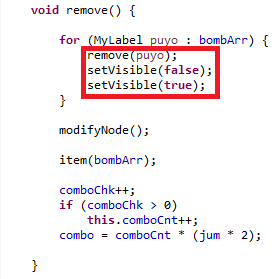 void remove() {
for (MyLabel puyo : bombArr) {
remove(puyo);
setVisible(false);
setVisible(true);
}
modifyNode();
item(bombArr);
comboChk++;
if (comboChk > 0)
this.comboCnt++;
combo = comboCnt * (jum * 2);
}